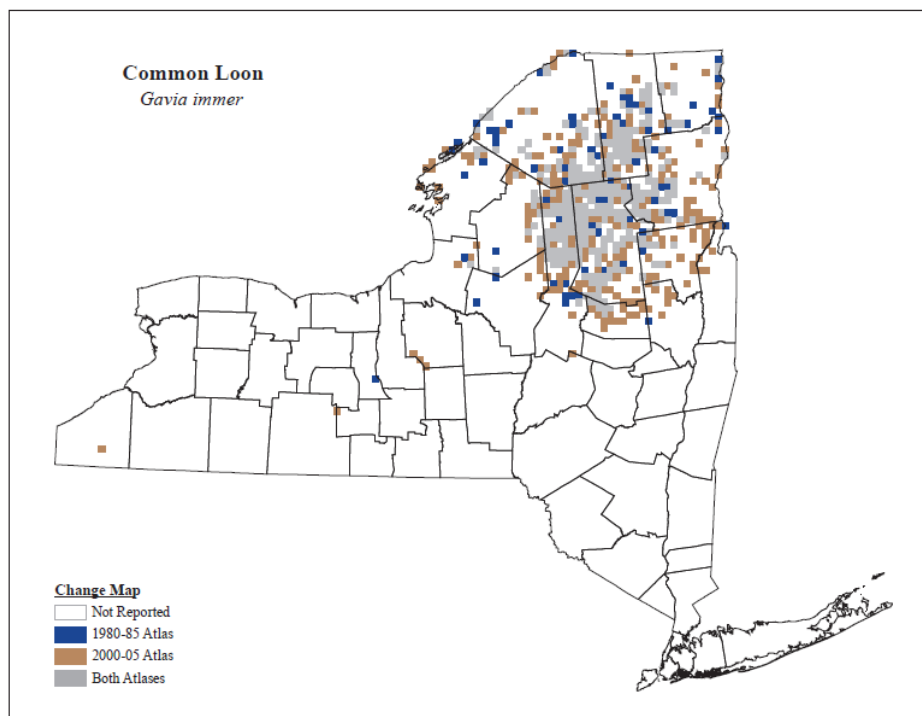 Common Loon
Gavia immer
Change Map
Not Reported
1980-85 Atlas
2000-05 Atlas
Both Atlases